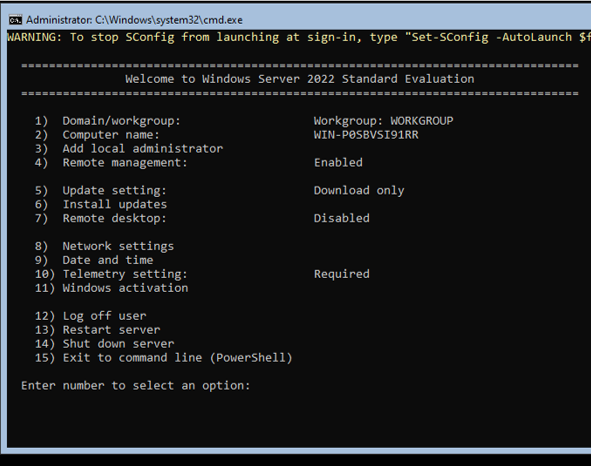 Administrator: C:\Windows\system32\cmd.exe
WARNING: To stop SConfig from launching at sign-in, type "Set-SConfig -AutoLaunch $f
================================================================================
Welcome to Windows Server 2022 Standard Evaluation
================================================================================
1) Domain/workgroup: Workgroup: WORKGROUP
2) Computer name: WIN-P0SBVSI91RR
3) Add local administrator
4) Remote management: Enabled
5) Update setting: Download only
6) Install updates
7) Remote desktop: Disabled
8) Network settings
9) Date and time
10) Telemetry setting: Required
11) Windows activation
12) Log off user
13) Restart server
14) Shut down server
15) Exit to command line (PowerShell)
Enter number to select an option: